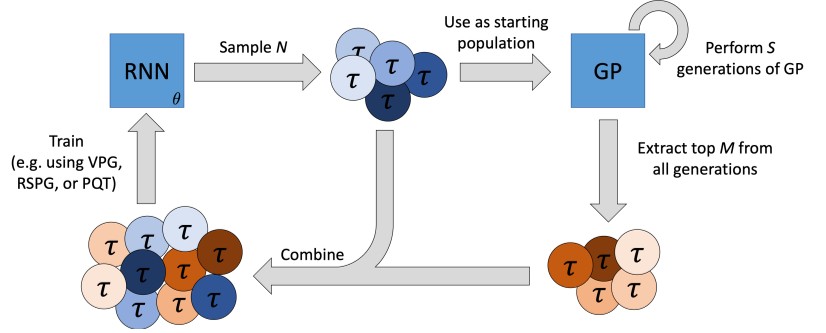 RNN
θ
Sample N
τ
τ
τ
τ
τ
Use as starting
population
GP
Perform S
generations of GP
Extract top M from
all generations
τ
τ
τ
τ
τ
Combine
τ
τ
τ
τ
τ
τ
τ
τ
τ
τ
Train
(e.g. using VPG,
RSPG, or PQT)